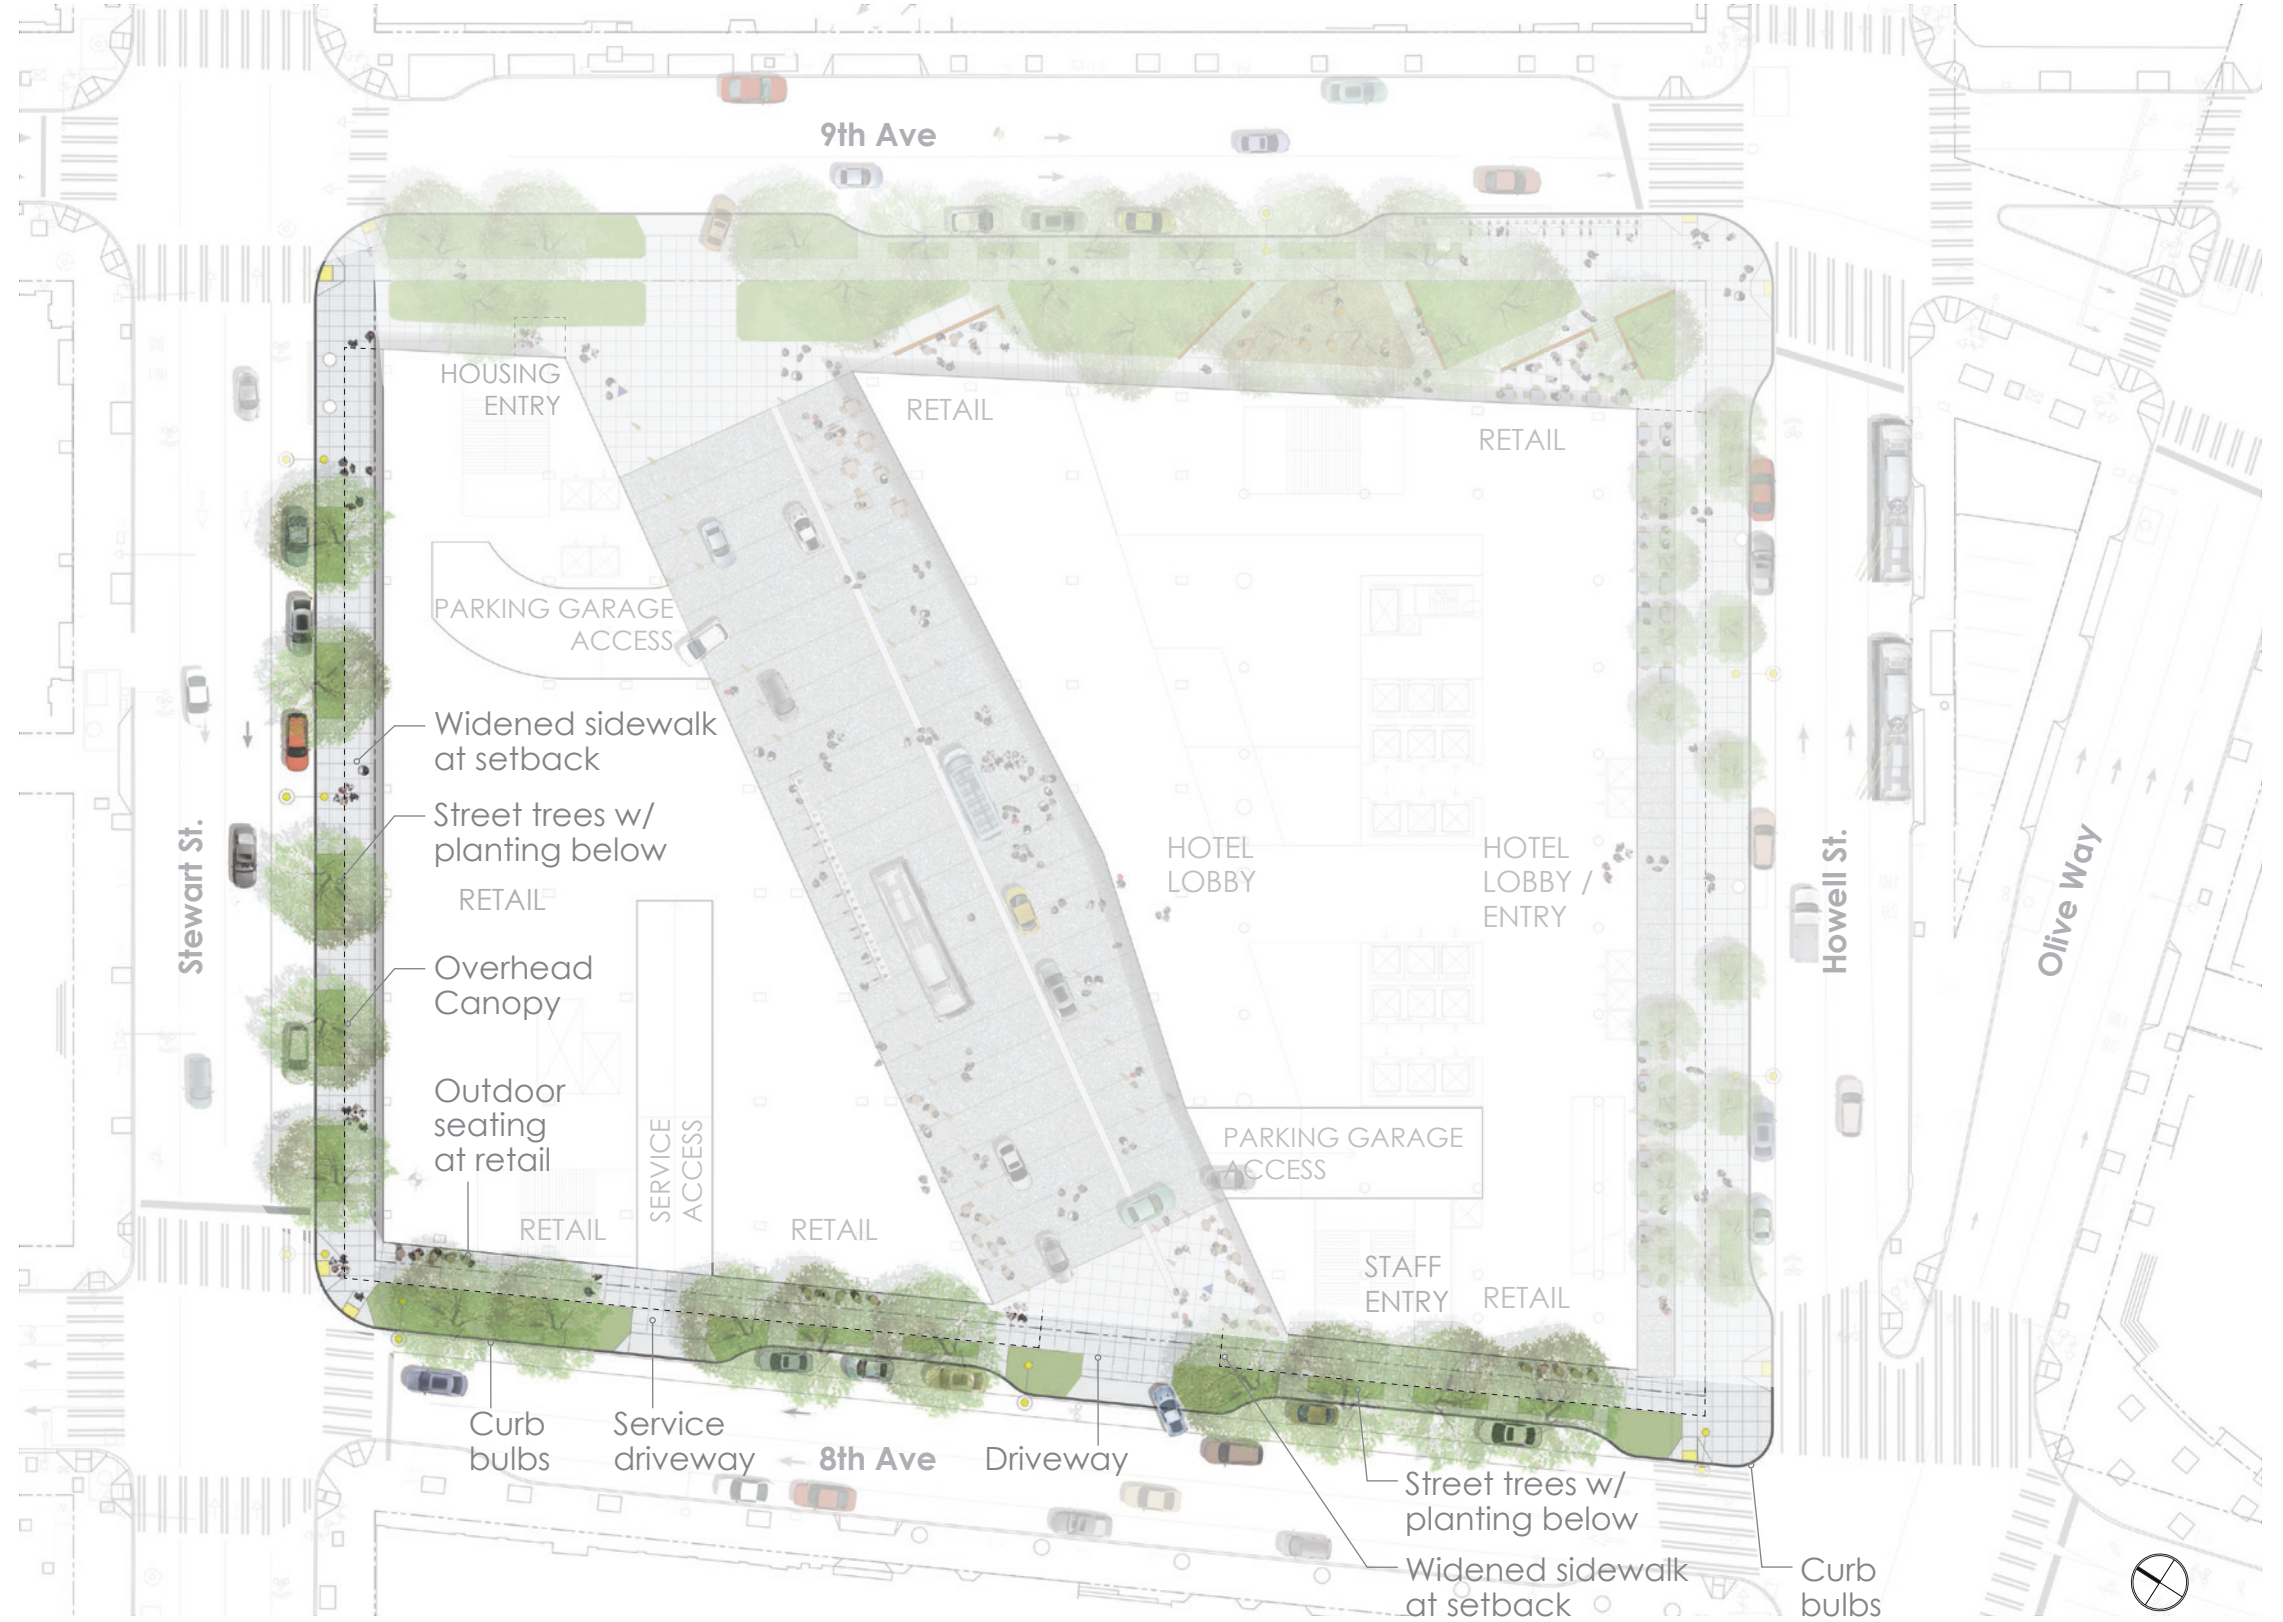 9th Ave
HOUSING
ENTRY
RETAIL
RETAIL
PARKING GARAGE
ACCESS
Widened sidewalk
at setback
Street trees w/
planting below
RETAIL
Overhead
Canopy
Outdoor
seating
at retail
Stewart St.
SERVICE
ACCESS
RETAIL
RETAIL
HOTEL
LOBBY
HOTEL
LOBBY /
ENTRY
Howell St.
Olive Way
PARKING GARAGE
ACCESS
STAFF
ENTRY
RETAIL
Curb
bulbs
Service
driveway
8th Ave
Driveway
Street trees w/
planting below
Widened sidewalk
at setback
Curb
bulbs